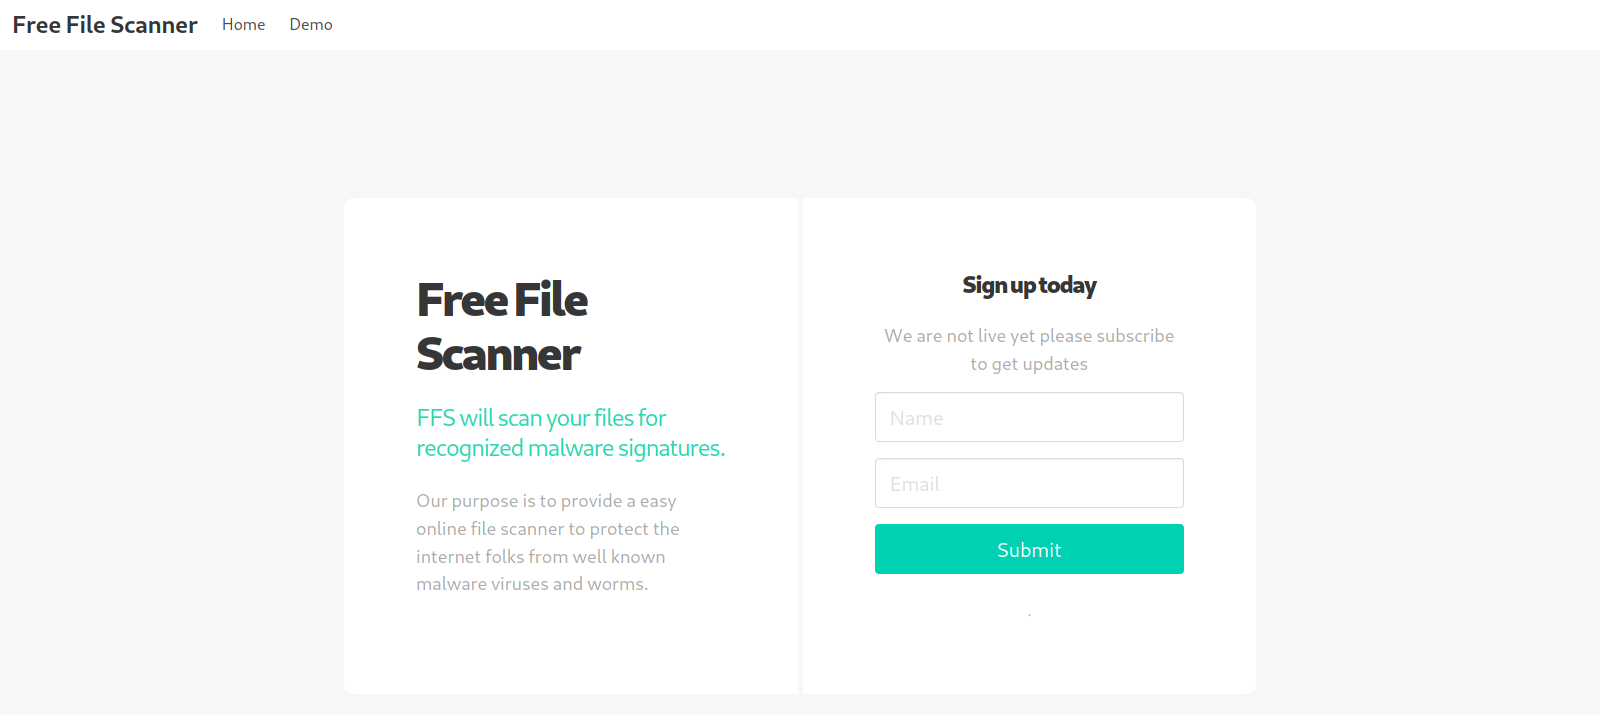 Free File Scanner Home Demo
Free File
Scanner
FFS will scan your files for
recognized malware signatures.
Our purpose is to provide a easy
online file scanner to protect the
internet folks from well known
malware viruses and worms.
Sign up today
We are not live yet please subscribe
to get updates
Name
Email
Submit
.